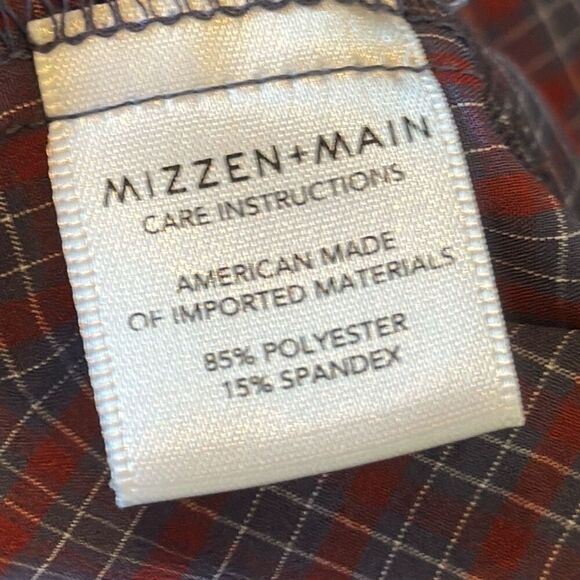 MIZZEN+MAIN
CARE INSTRUCTIONS
AMERICAN MADE
OF IMPORTED MATERIALS
85% POLYESTER
15% SPANDEX